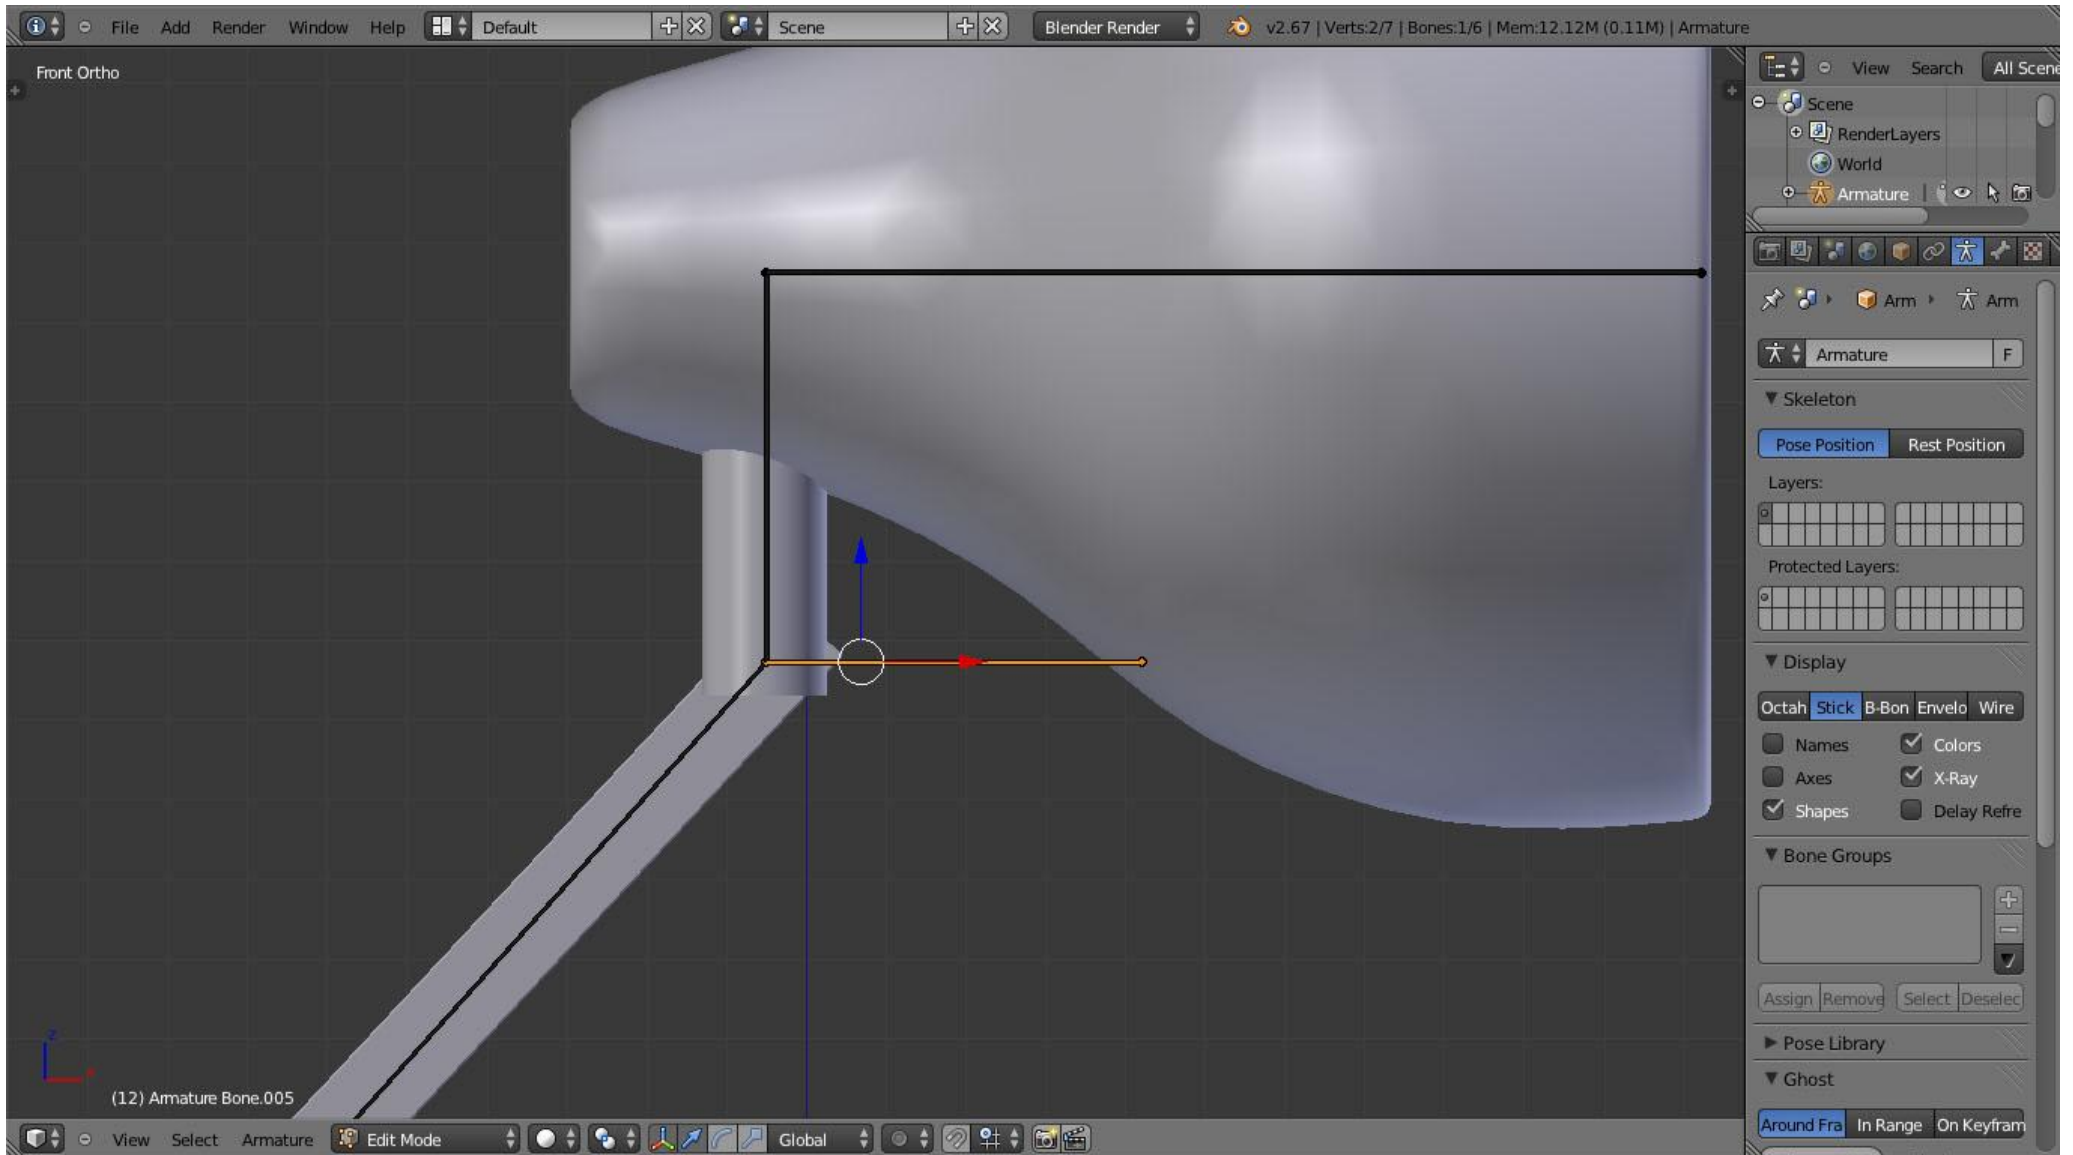 File Add Render Window Help Default Scene Blender Render v2.67 | Verts:2/7 | Bones:1/6 | Mem:12.12M (0.11M) | Armature
Front Ortho
View Search All Scene
Scene
RenderLayers
World
Armature
Arm Arm
Armature F
Skeleton
Pose Position Rest Position
Layers:
Protected Layers:
Display
Octah Stick B-Bon Envelo Wire
Names Colors
Axes X-Ray
Shapes Delay Refre
Bone Groups
Assign Remove Select Deselec
Pose Library
Ghost
Around Fra In Range On Keyfram
z
x
(12) Armature Bone.005
View Select Armature Edit Mode Global